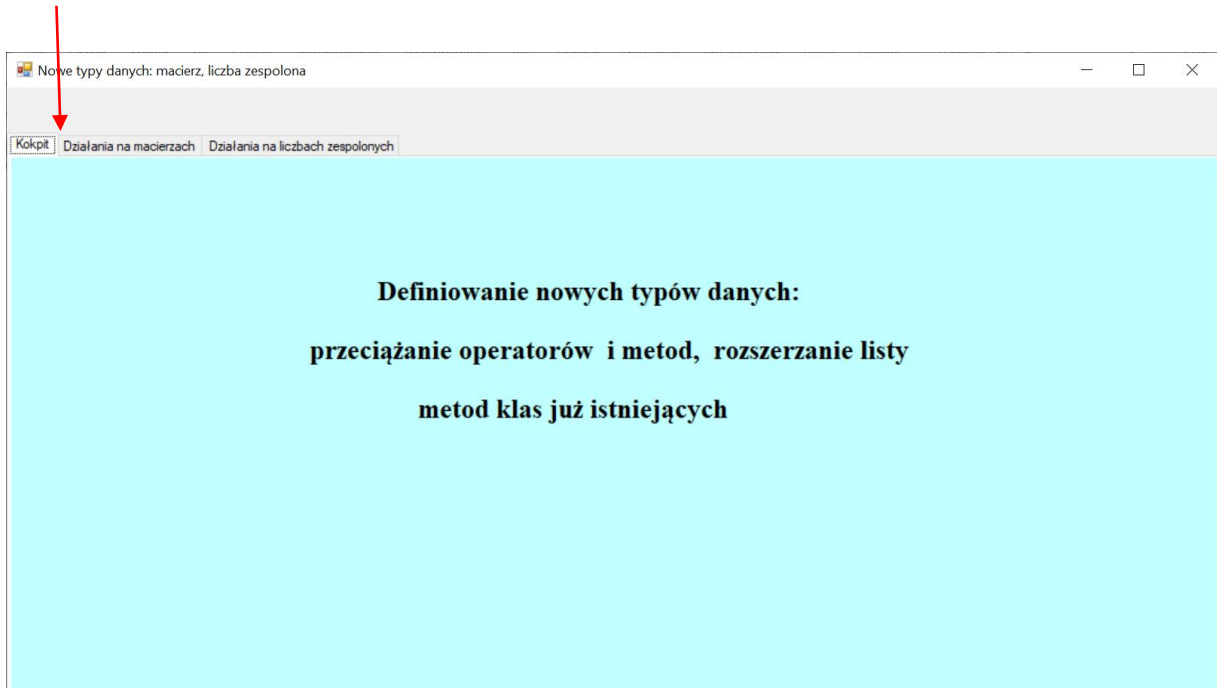 Nowe typy danych: macierz, liczba zespolona
Kokpit Działania na macierzach Działania na liczbach zespolonych
Definiowanie nowych typów danych:
przeciążanie operatorów i metod, rozszerzanie listy
metod klas już istniejących